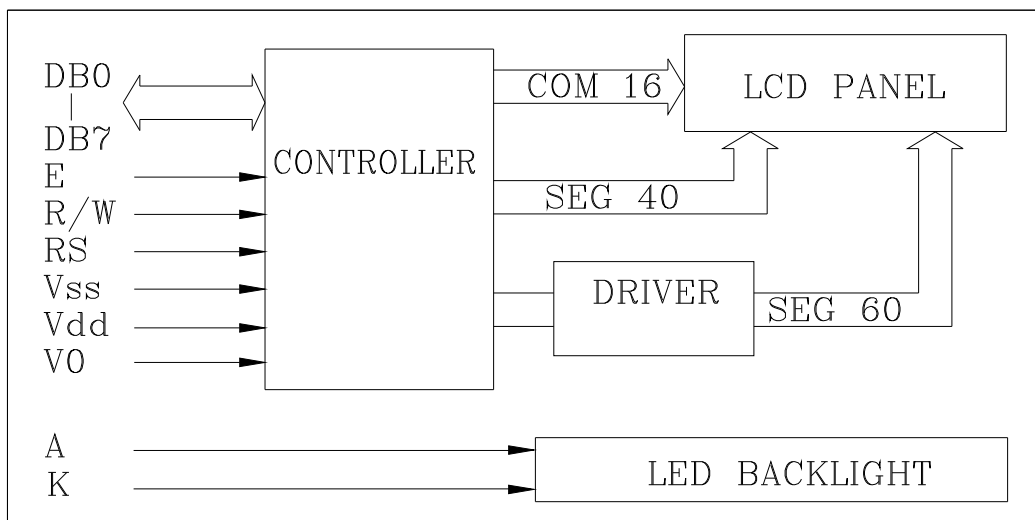 DB0
DB7
E
R/W
RS
Vss
Vdd
V0
A
K
CONTROLLER
COM 16
SEG 40
DRIVER
SEG 60
LCD PANEL
LED BACKLIGHT